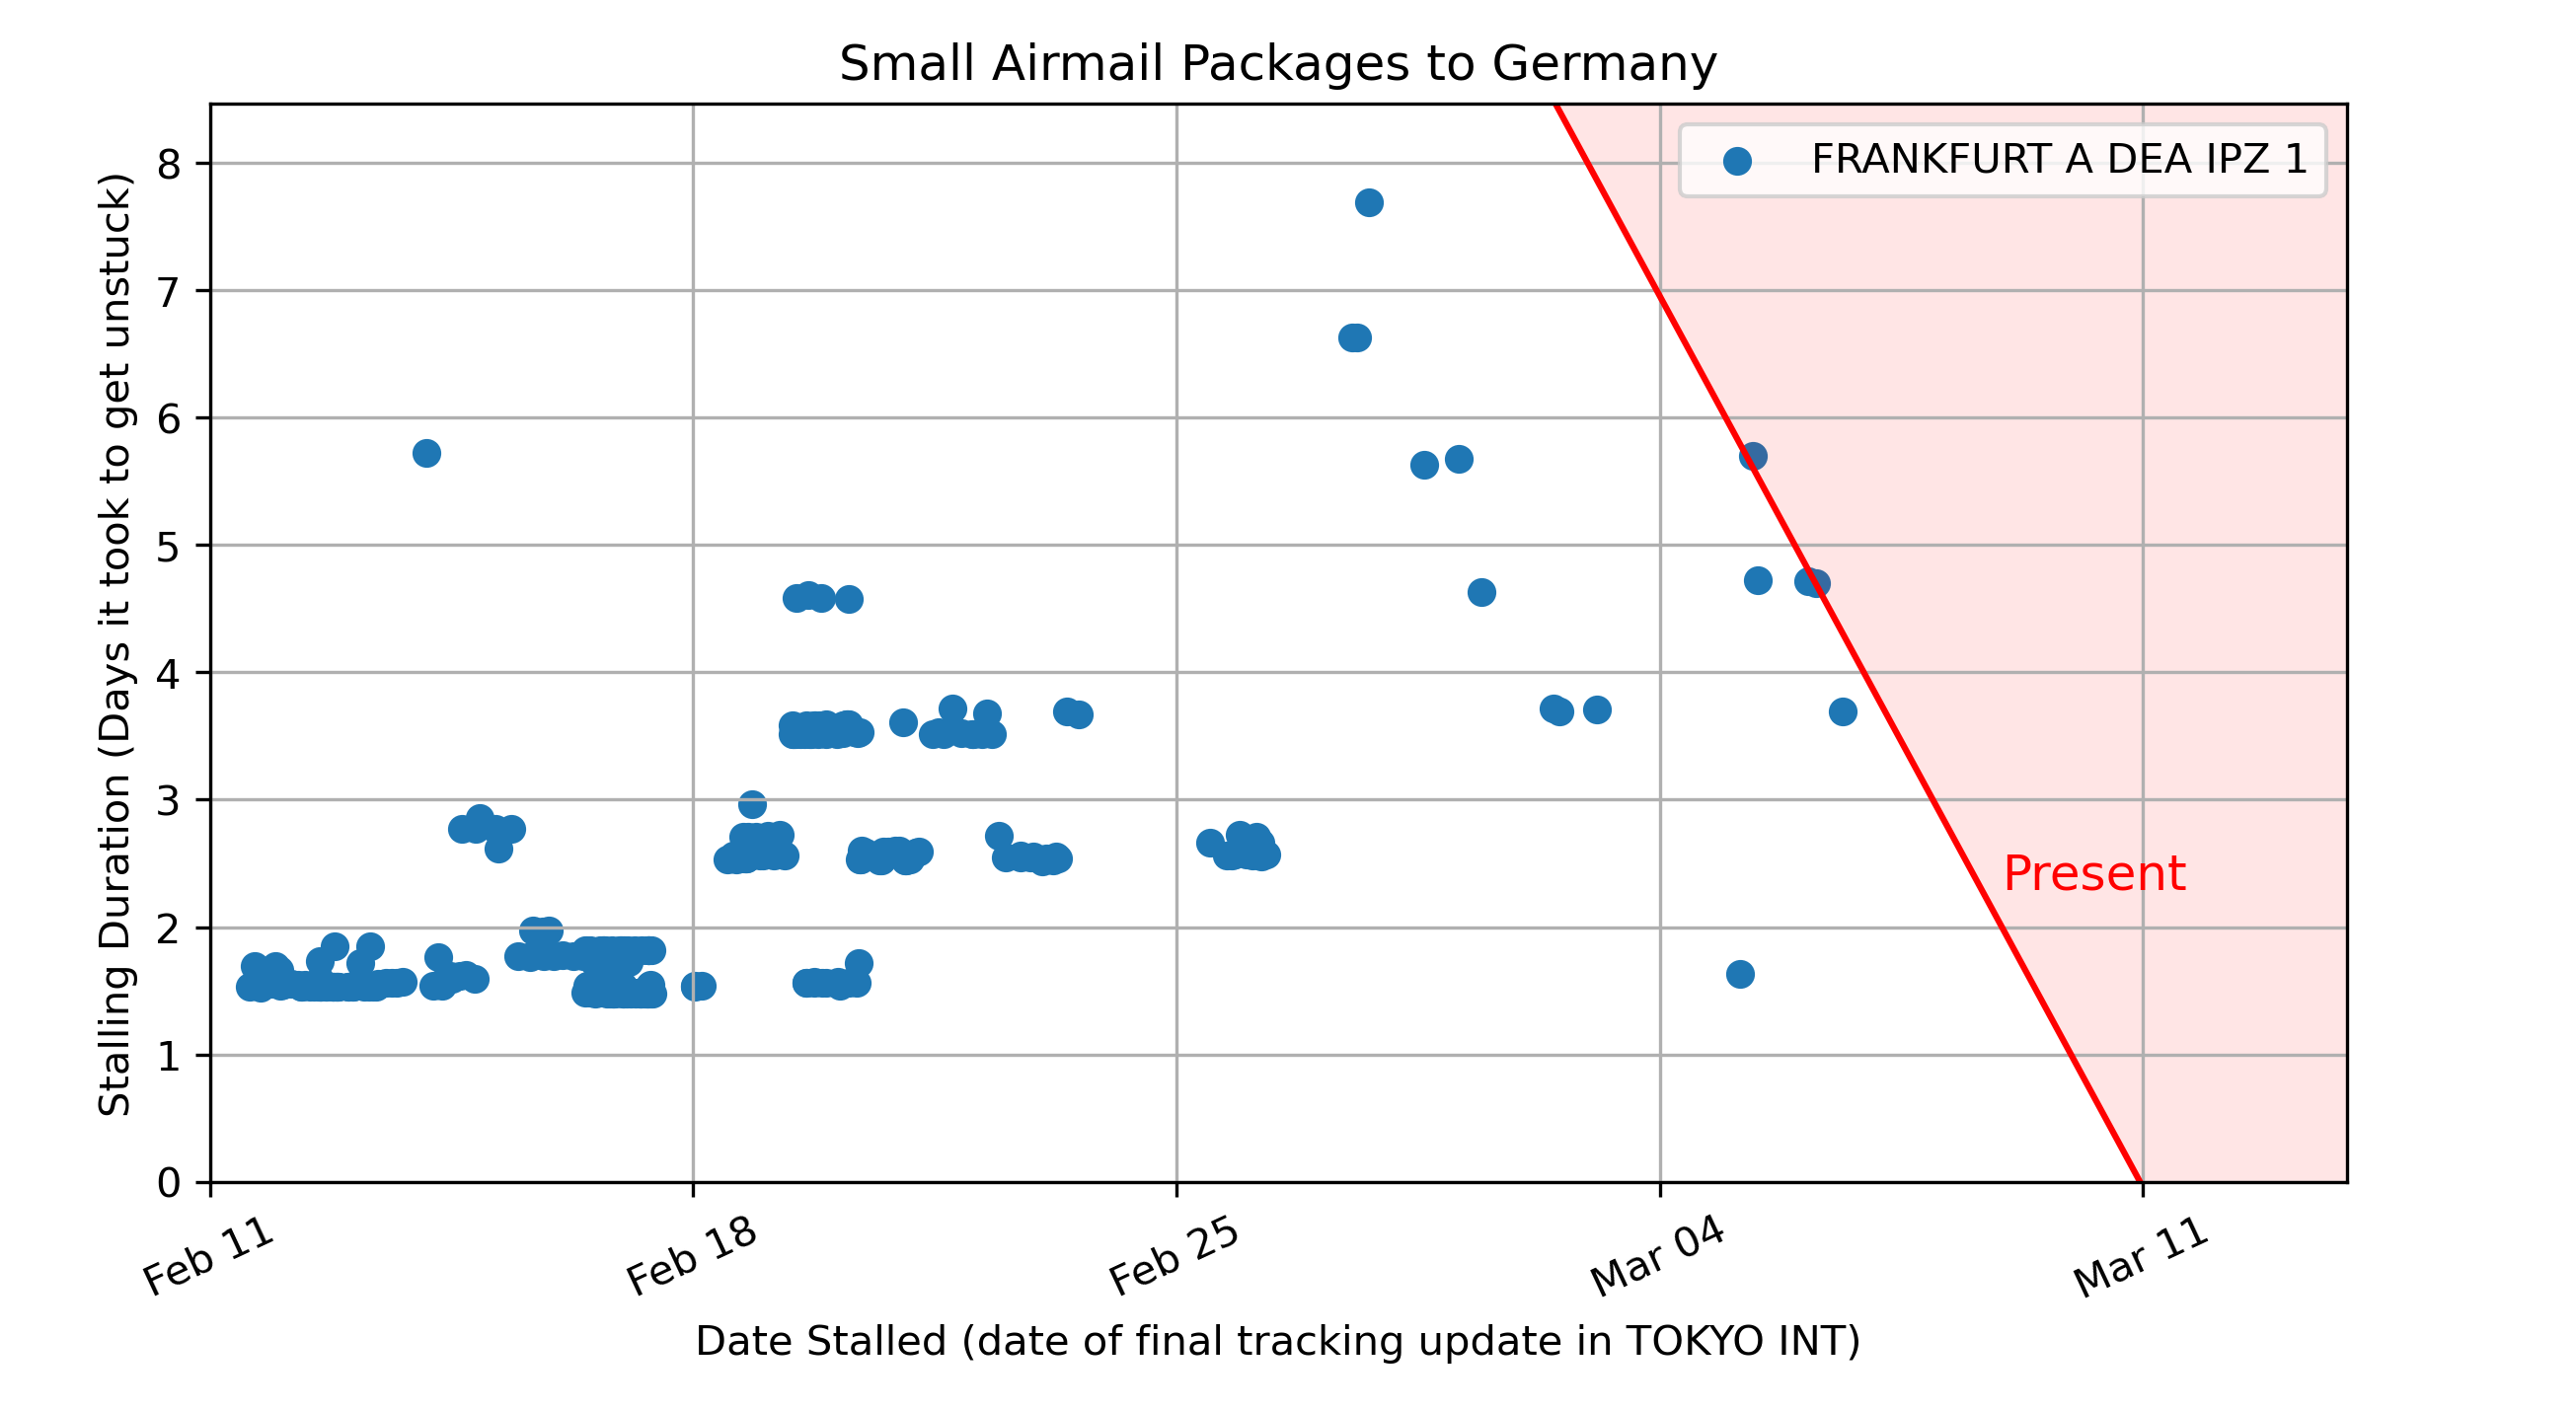 Small Airmail Packages to Germany
FRANKFURT A DEA IPZ 1
Stalling Duration (Days it took to get unstuck)
8
7
6
5
4
3
2
1
0
Present
Feb 11
Feb 18
Feb 25
Mar 04
Mar 11
Date Stalled (date of final tracking update in TOKYO INT)